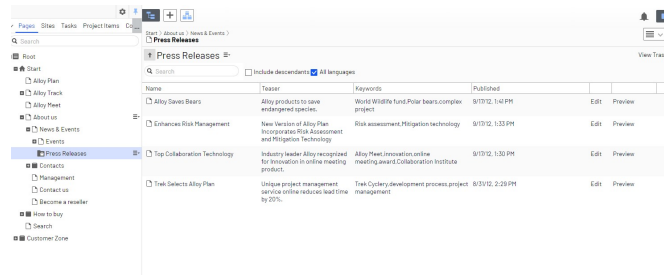 Pages Sites Tasks Project Items Co...
Search
Root
Start
Alloy Plan
Alloy Track
Alloy Meet
About us
News & Events
Events
Press Releases
Contacts
Management
Contact us
Become a reseller
How to buy
Search
Customer Zone
Start > About us > News & Events >
Press Releases
Press Releases
View Tras
Search
Include descendants
All languages
Name Teaser Keywords Published
Alloy Saves Bears Alloy products to save World Wildlife fund,Polar bears,complex 9/17/12, 1:41 PM Edit Preview
endangered species. project
Enhances Risk Management New Version of Alloy Plan Risk assessment,Mitigation technology 9/17/12, 1:33 PM Edit Preview
Incorporates Risk Assessment
and Mitigation Technology
Top Collaboration Technology Industry leader Alloy recognized Alloy Meet,innovation,online 9/17/12, 1:30 PM Edit Preview
for Innovation in online meeting meeting,award,Collaboration Institute
product.
Trek Selects Alloy Plan Unique project management Trek Cyclery,development process,project 8/31/12, 2:29 PM Edit Preview
service online reduces lead time management
by 20%.